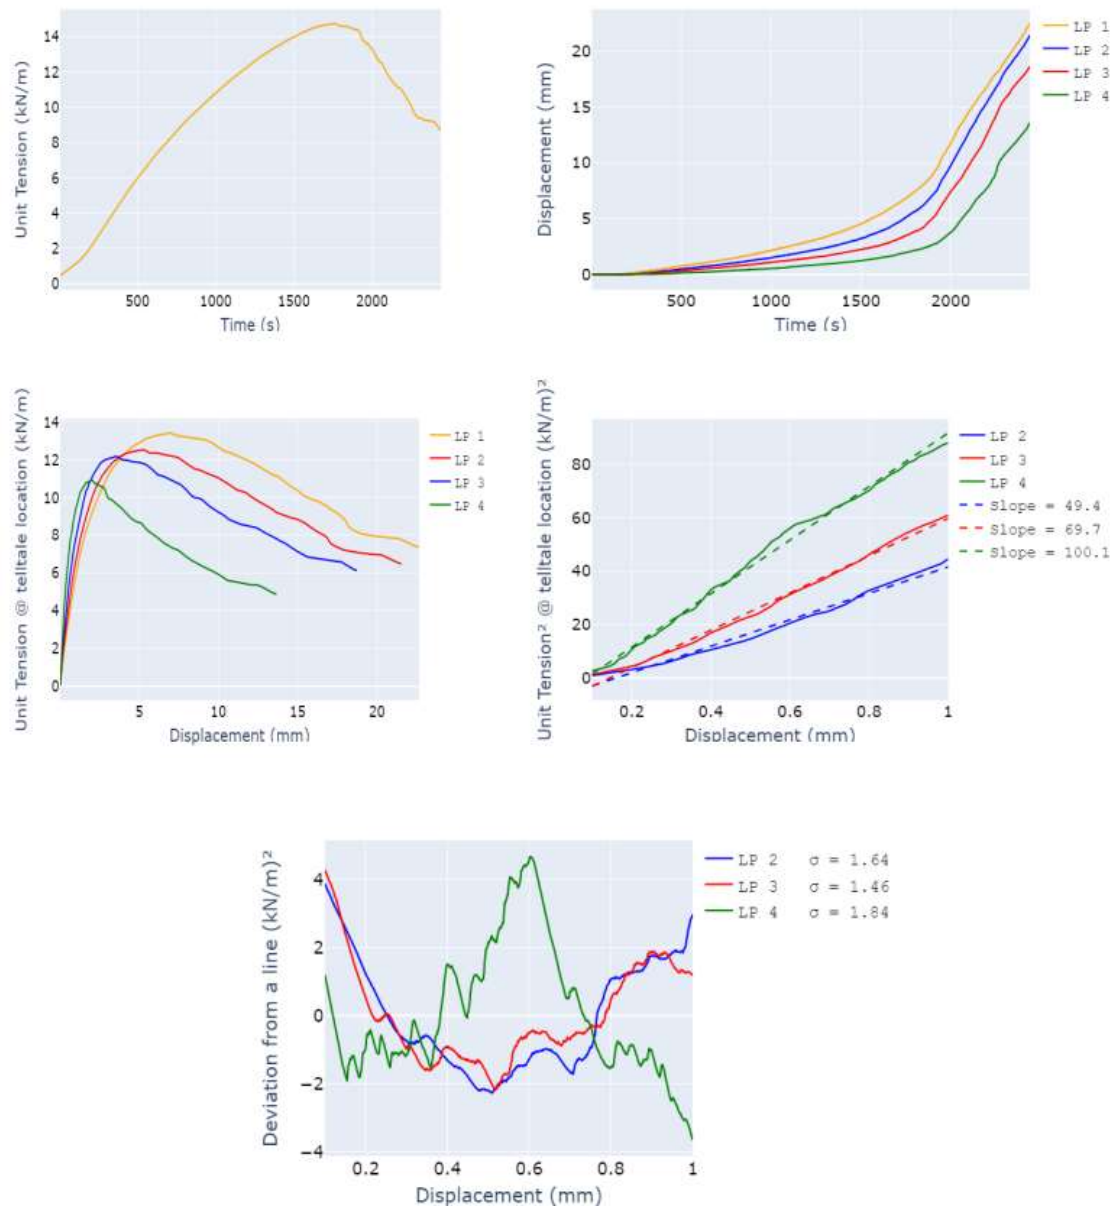 Unit Tension (kN/m)
14
12
10
8
6
4
2
0
500
1000
1500
2000
Time (s)
Displacement (mm)
20
15
10
5
0
500
1000
1500
2000
Time (s)
LP 1
LP 2
LP 3
LP 4
Unit Tension @ telltale location (kN/m)
14
12
10
8
6
4
2
0
5
10
15
20
Displacement (mm)
LP 1
LP 2
LP 3
LP 4
Unit Tension² @ telltale location (kN/m)²
80
60
40
20
0
0.2
0.4
0.6
0.8
1
Displacement (mm)
LP 2
LP 3
LP 4
Slope = 49.4
Slope = 69.7
Slope = 100.1
Deviation from a line (kN/m)²
4
2
0
−2
−4
0.2
0.4
0.6
0.8
1
Displacement (mm)
LP 2 σ = 1.64
LP 3 σ = 1.46
LP 4 σ = 1.84